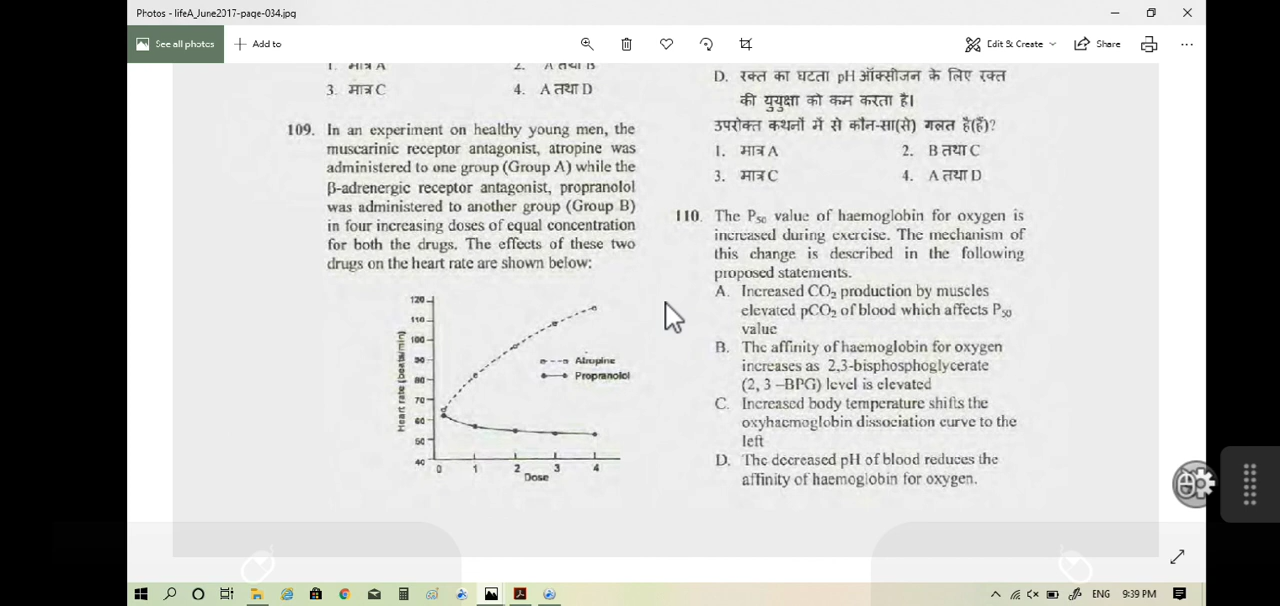 Photos - lifeA_June2017-page-034.jpg
See all photos
Add to
Edit & Create
Share
1. मात्र A
2. A तथा B
3. मात्र C
4. A तथा D
109. In an experiment on healthy young men, the
muscarinic receptor antagonist, atropine was
administered to one group (Group A) while the
β-adrenergic receptor antagonist, propranolol
was administered to another group (Group B)
in four increasing doses of equal concentration
for both the drugs. The effects of these two
drugs on the heart rate are shown below:
120
110
100
90
80
70
60
50
40
Heart rate (beats/min)
Atropine
Propranolol
0 1 2 3 4
Dose
D. रक्त का घटता pH ऑक्सीजन के लिए रक्त
की युयुक्षा को कम करता है।
उपरोक्त कथनों में से कौन-सा(से) गलत है(हैं)?
1. मात्र A
2. B तथा C
3. मात्र C
4. A तथा D
110. The P50 value of haemoglobin for oxygen is
increased during exercise. The mechanism of
this change is described in the following
proposed statements.
A. Increased CO2 production by muscles
elevated pCO2 of blood which affects P50
value
B. The affinity of haemoglobin for oxygen
increases as 2,3-bisphosphoglycerate
(2, 3 –BPG) level is elevated
C. Increased body temperature shifts the
oxyhaemoglobin dissociation curve to the
left
D. The decreased pH of blood reduces the
affinity of haemoglobin for oxygen.
ENG
9:39 PM